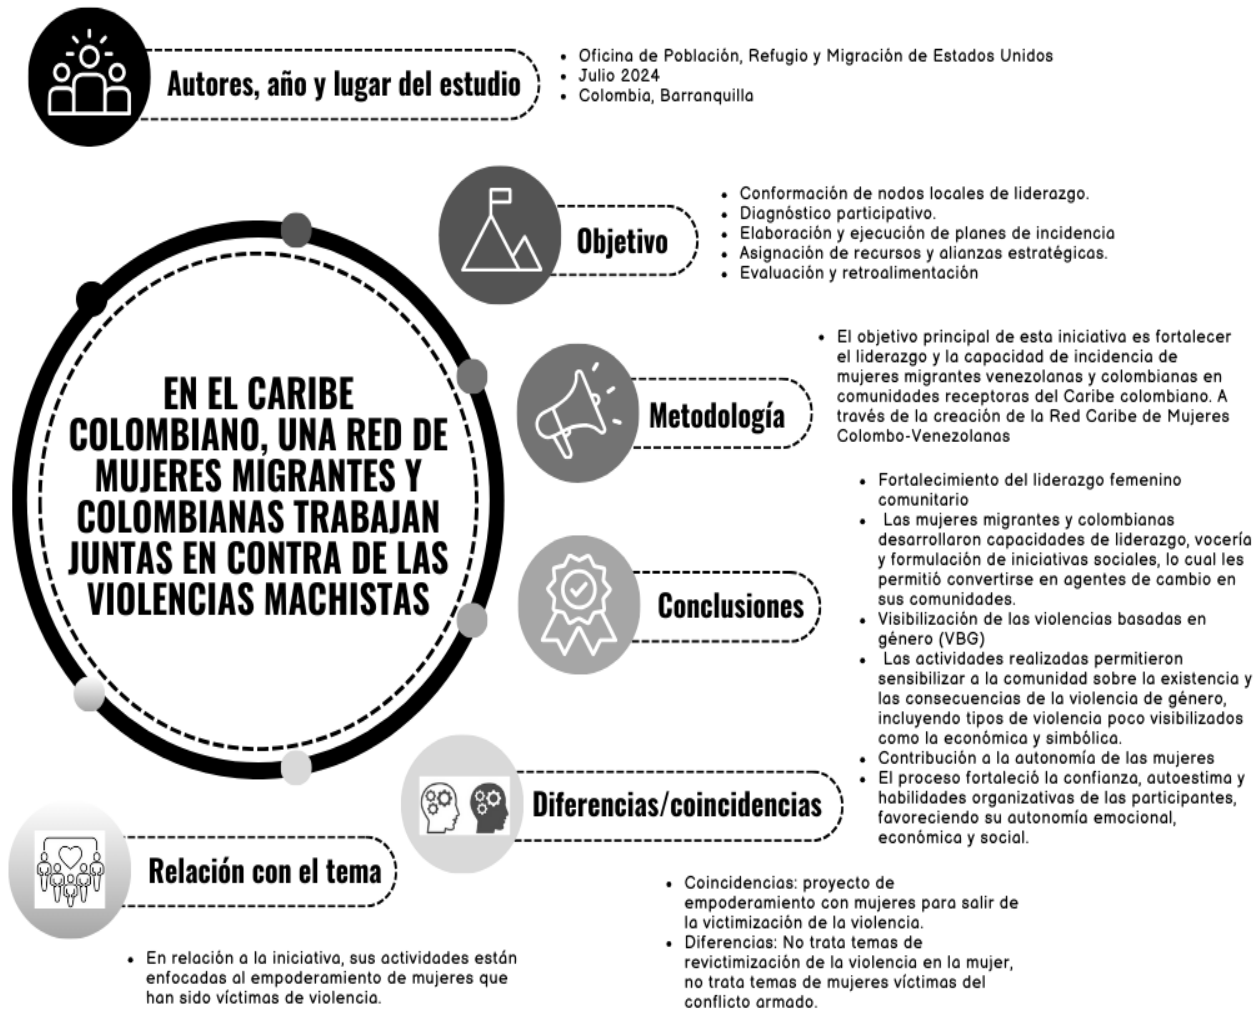 Autores, año y lugar del estudio
• Oficina de Población, Refugio y Migración de Estados Unidos
• Julio 2024
• Colombia, Barranquilla
Objetivo
• Conformación de nodos locales de liderazgo.
• Diagnóstico participativo.
• Elaboración y ejecución de planes de incidencia
• Asignación de recursos y alianzas estratégicas.
• Evaluación y retroalimentación
EN EL CARIBE
COLOMBIANO, UNA RED DE
MUJERES MIGRANTES Y
COLOMBIANAS TRABAJAN
JUNTAS EN CONTRA DE LAS
VIOLENCIAS MACHISTAS
Metodología
• El objetivo principal de esta iniciativa es fortalecer
el liderazgo y la capacidad de incidencia de
mujeres migrantes venezolanas y colombianas en
comunidades receptoras del Caribe colombiano. A
través de la creación de la Red Caribe de Mujeres
Colombo-Venezolanas
Conclusiones
• Fortalecimiento del liderazgo femenino
comunitario
• Las mujeres migrantes y colombianas
desarrollaron capacidades de liderazgo, vocería
y formulación de iniciativas sociales, lo cual les
permitió convertirse en agentes de cambio en
sus comunidades.
• Visibilización de las violencias basadas en
género (VBG)
• Las actividades realizadas permitieron
sensibilizar a la comunidad sobre la existencia y
las consecuencias de la violencia de género,
incluyendo tipos de violencia poco visibilizados
como la económica y simbólica.
• Contribución a la autonomía de las mujeres
• El proceso fortaleció la confianza, autoestima y
habilidades organizativas de las participantes,
favoreciendo su autonomía emocional,
económica y social.
Diferencias/coincidencias
• Coincidencias: proyecto de
empoderamiento con mujeres para salir de
la victimización de la violencia.
• Diferencias: No trata temas de
revictimización de la violencia en la mujer,
no trata temas de mujeres víctimas del
conflicto armado.
Relación con el tema
• En relación a la iniciativa, sus actividades están
enfocadas al empoderamiento de mujeres que
han sido víctimas de violencia.